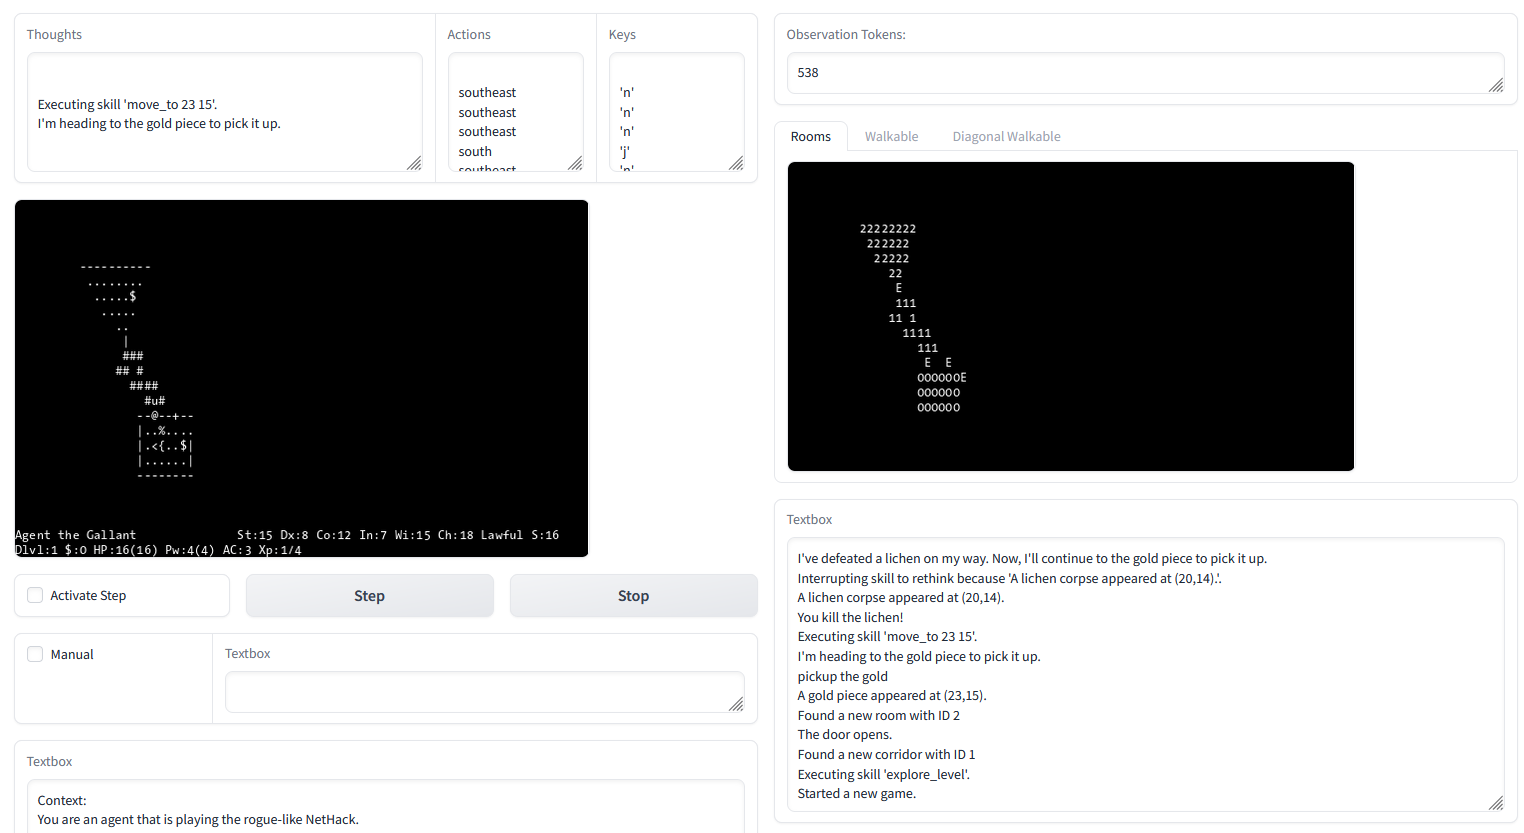 Thoughts
Executing skill 'move_to 23 15'.
I'm heading to the gold piece to pick it up.
Actions
southeast
southeast
southeast
south
southeast
Keys
'n'
'n'
'n'
'j'
'n'
----------
........
.....$
.....
..
|
###
## #
####
#u#
--@--+--
|..%....
|.<{..$|
|......|
--------
Agent the Gallant St:15 Dx:8 Co:12 In:7 Wi:15 Ch:18 Lawful S:16
Dlvl:1 $:0 HP:16(16) Pw:4(4) AC:3 Xp:1/4
Activate Step
Step
Stop
Manual
Textbox
Textbox
Context:
You are an agent that is playing the rogue-like NetHack.
Observation Tokens:
538
Rooms Walkable Diagonal Walkable
22222222
222222
22222
22
E
111
11 1
1111
111
E E
000000E
000000
000000
Textbox
I've defeated a lichen on my way. Now, I'll continue to the gold piece to pick it up.
Interrupting skill to rethink because 'A lichen corpse appeared at (20,14).'.
A lichen corpse appeared at (20,14).
You kill the lichen!
Executing skill 'move_to 23 15'.
I'm heading to the gold piece to pick it up.
pickup the gold
A gold piece appeared at (23,15).
Found a new room with ID 2
The door opens.
Found a new corridor with ID 1
Executing skill 'explore_level'.
Started a new game.